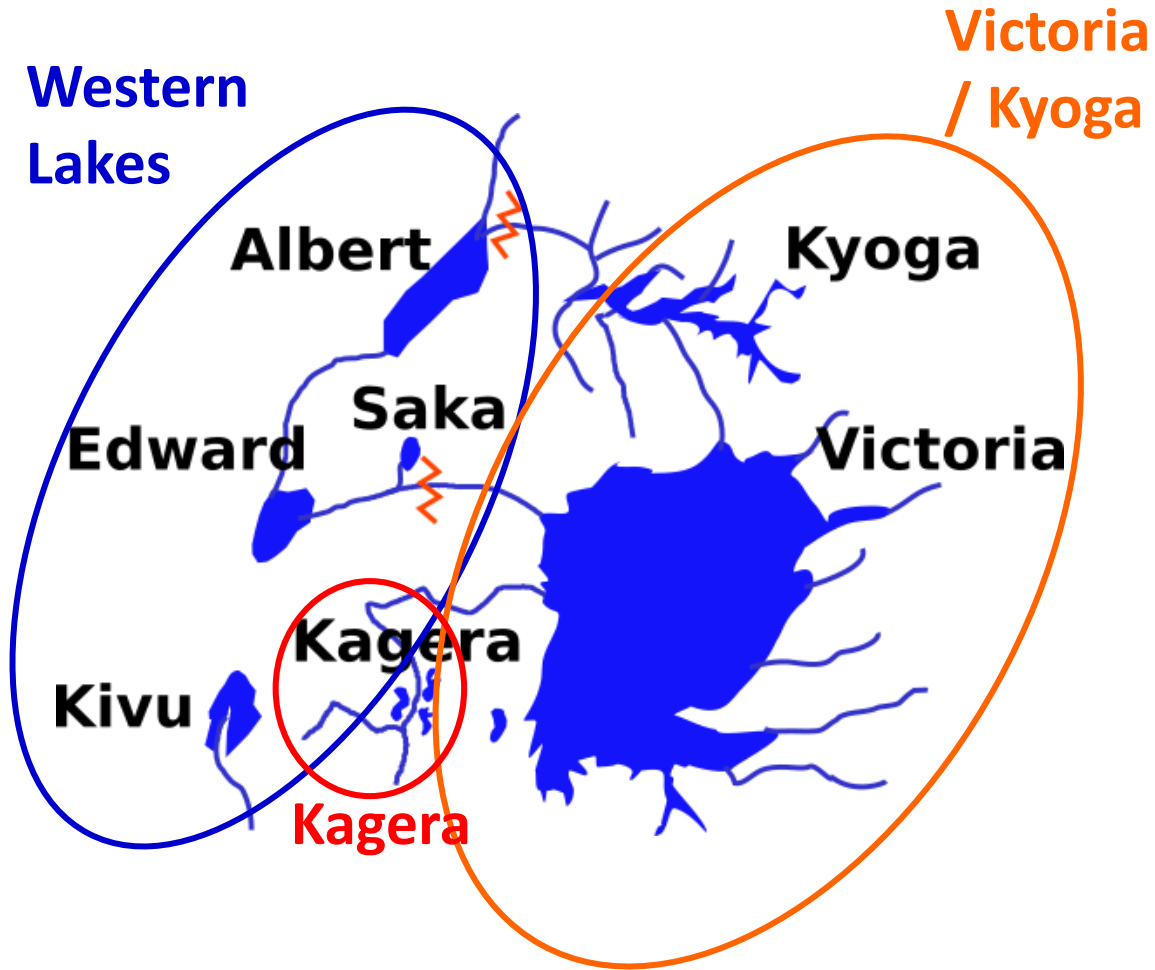 Victoria
/ Kyoga
Western
Lakes
Albert
Kyoga
Saka
Edward
Victoria
Kagera
Kivu
Kagera